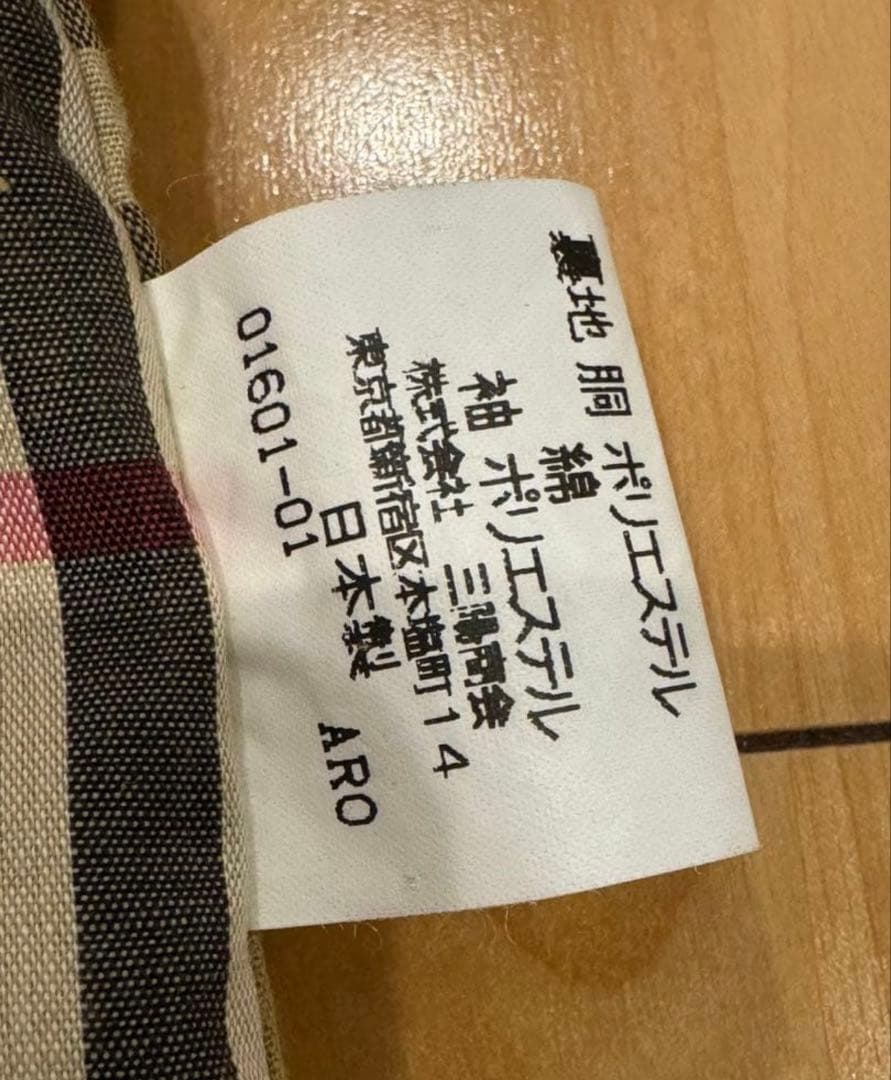 裏地 胴 ポリエステル
綿
袖 ポリエステル
株式会社 三陽商会
東京都新宿区本塩町14
日本製 ARO
01601-01